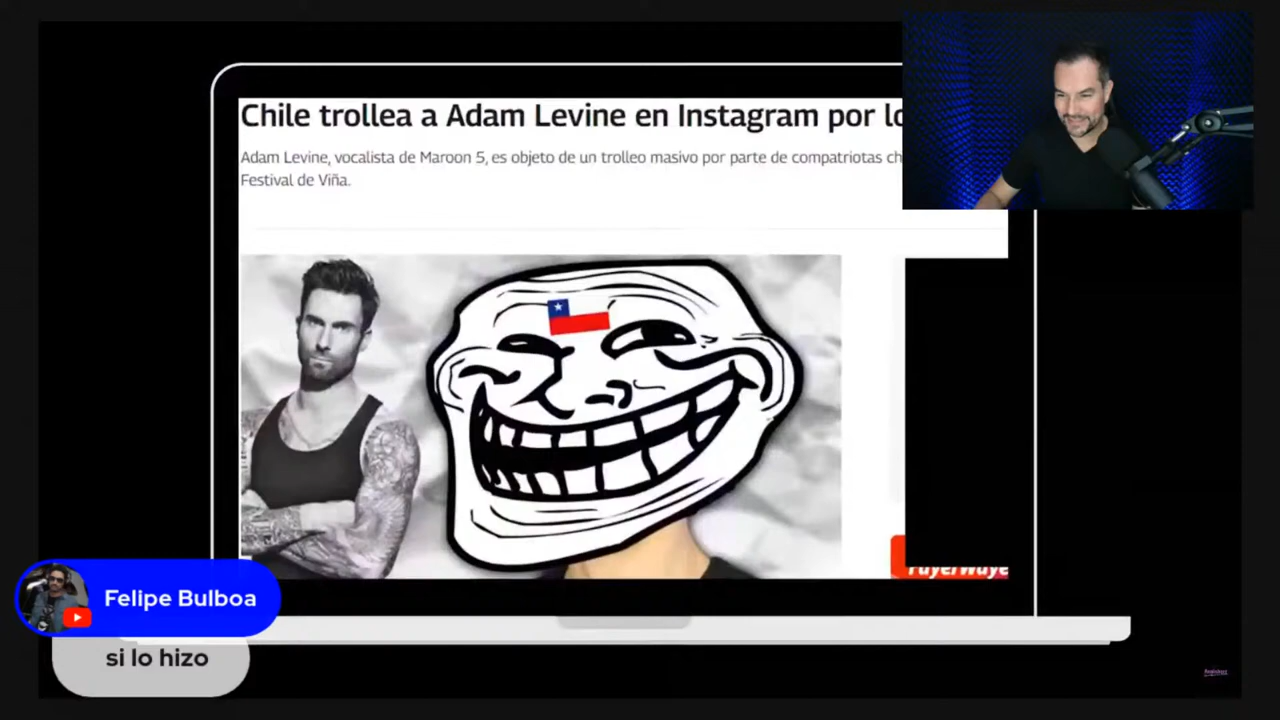 Chile trollea a Adam Levine en Instagram por lo
Adam Levine, vocalista de Maroon 5, es objeto de un trolleo masivo por parte de compatriotas ch
Festival de Viña.
Felipe Bulboa
si lo hizo